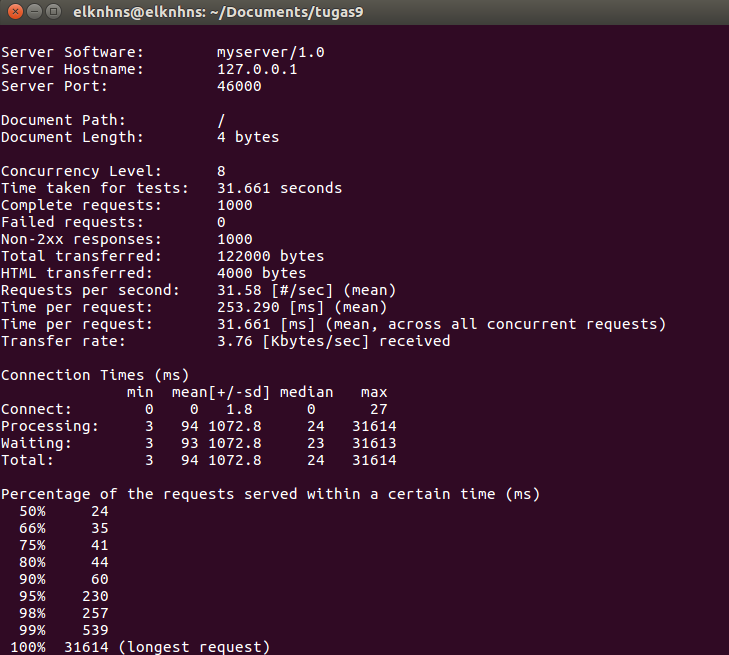 elknhns@elknhns: ~/Documents/tugas9
Server Software: myserver/1.0
Server Hostname: 127.0.0.1
Server Port: 46000
Document Path: /
Document Length: 4 bytes
Concurrency Level: 8
Time taken for tests: 31.661 seconds
Complete requests: 1000
Failed requests: 0
Non-2xx responses: 1000
Total transferred: 122000 bytes
HTML transferred: 4000 bytes
Requests per second: 31.58 [#/sec] (mean)
Time per request: 253.290 [ms] (mean)
Time per request: 31.661 [ms] (mean, across all concurrent requests)
Transfer rate: 3.76 [Kbytes/sec] received
Connection Times (ms)
min mean[+/-sd] median max
Connect: 0 0 1.8 0 27
Processing: 3 94 1072.8 24 31614
Waiting: 3 93 1072.8 23 31613
Total: 3 94 1072.8 24 31614
Percentage of the requests served within a certain time (ms)
50% 24
66% 35
75% 41
80% 44
90% 60
95% 230
98% 257
99% 539
100% 31614 (longest request)